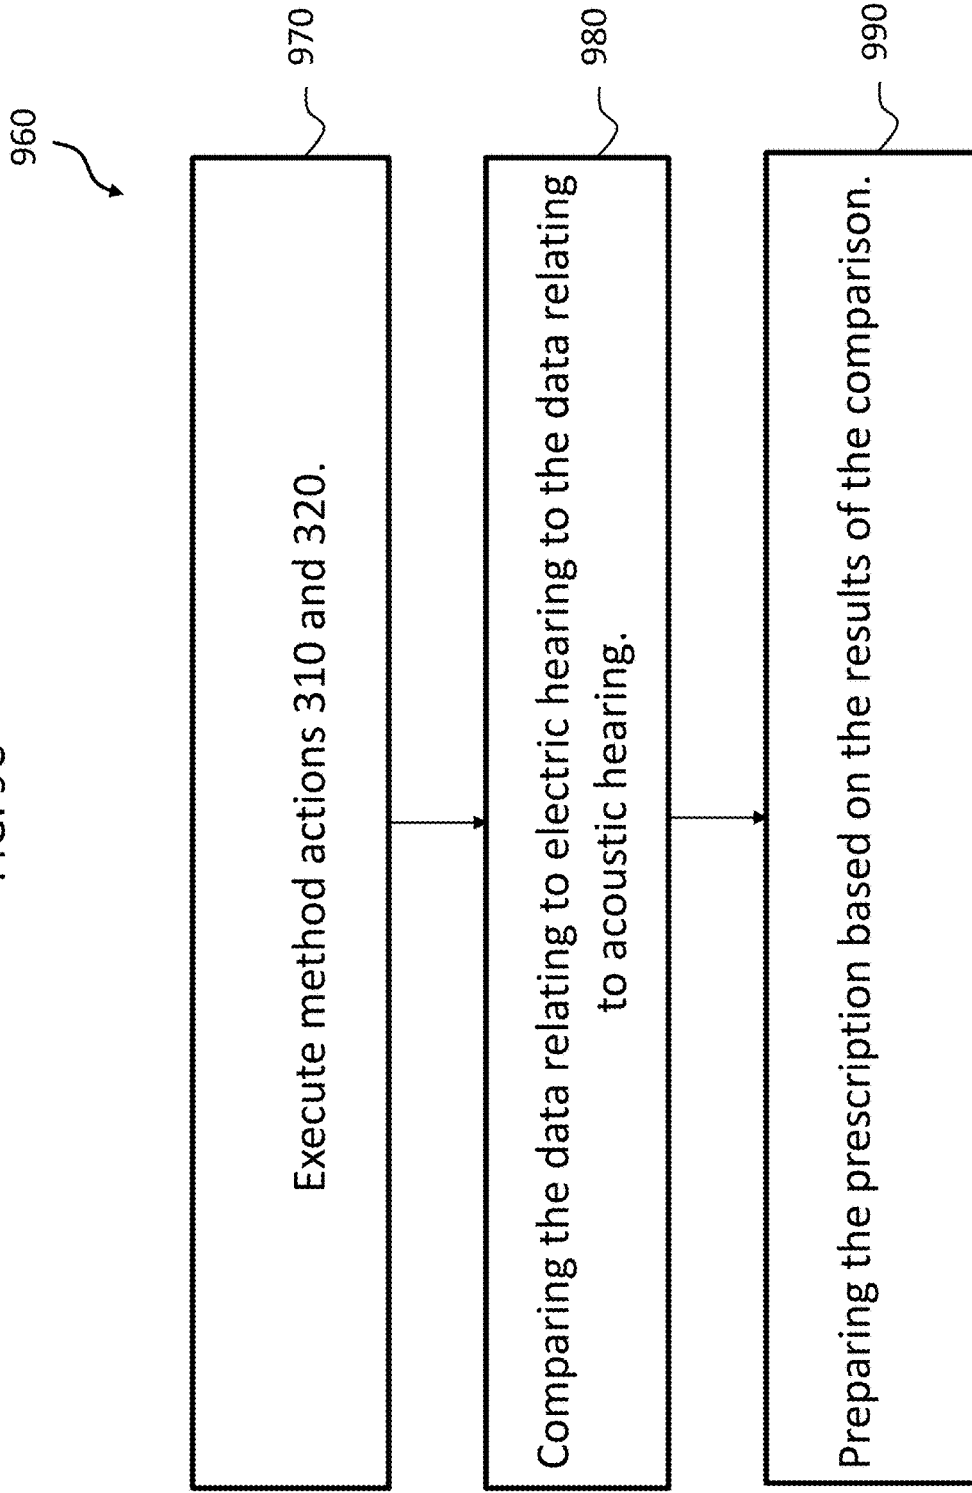 960
Execute method actions 310 and 320.
970
Comparing the data relating to electric hearing to the data relating
to acoustic hearing.
980
Preparing the prescription based on the results of the comparison.
990